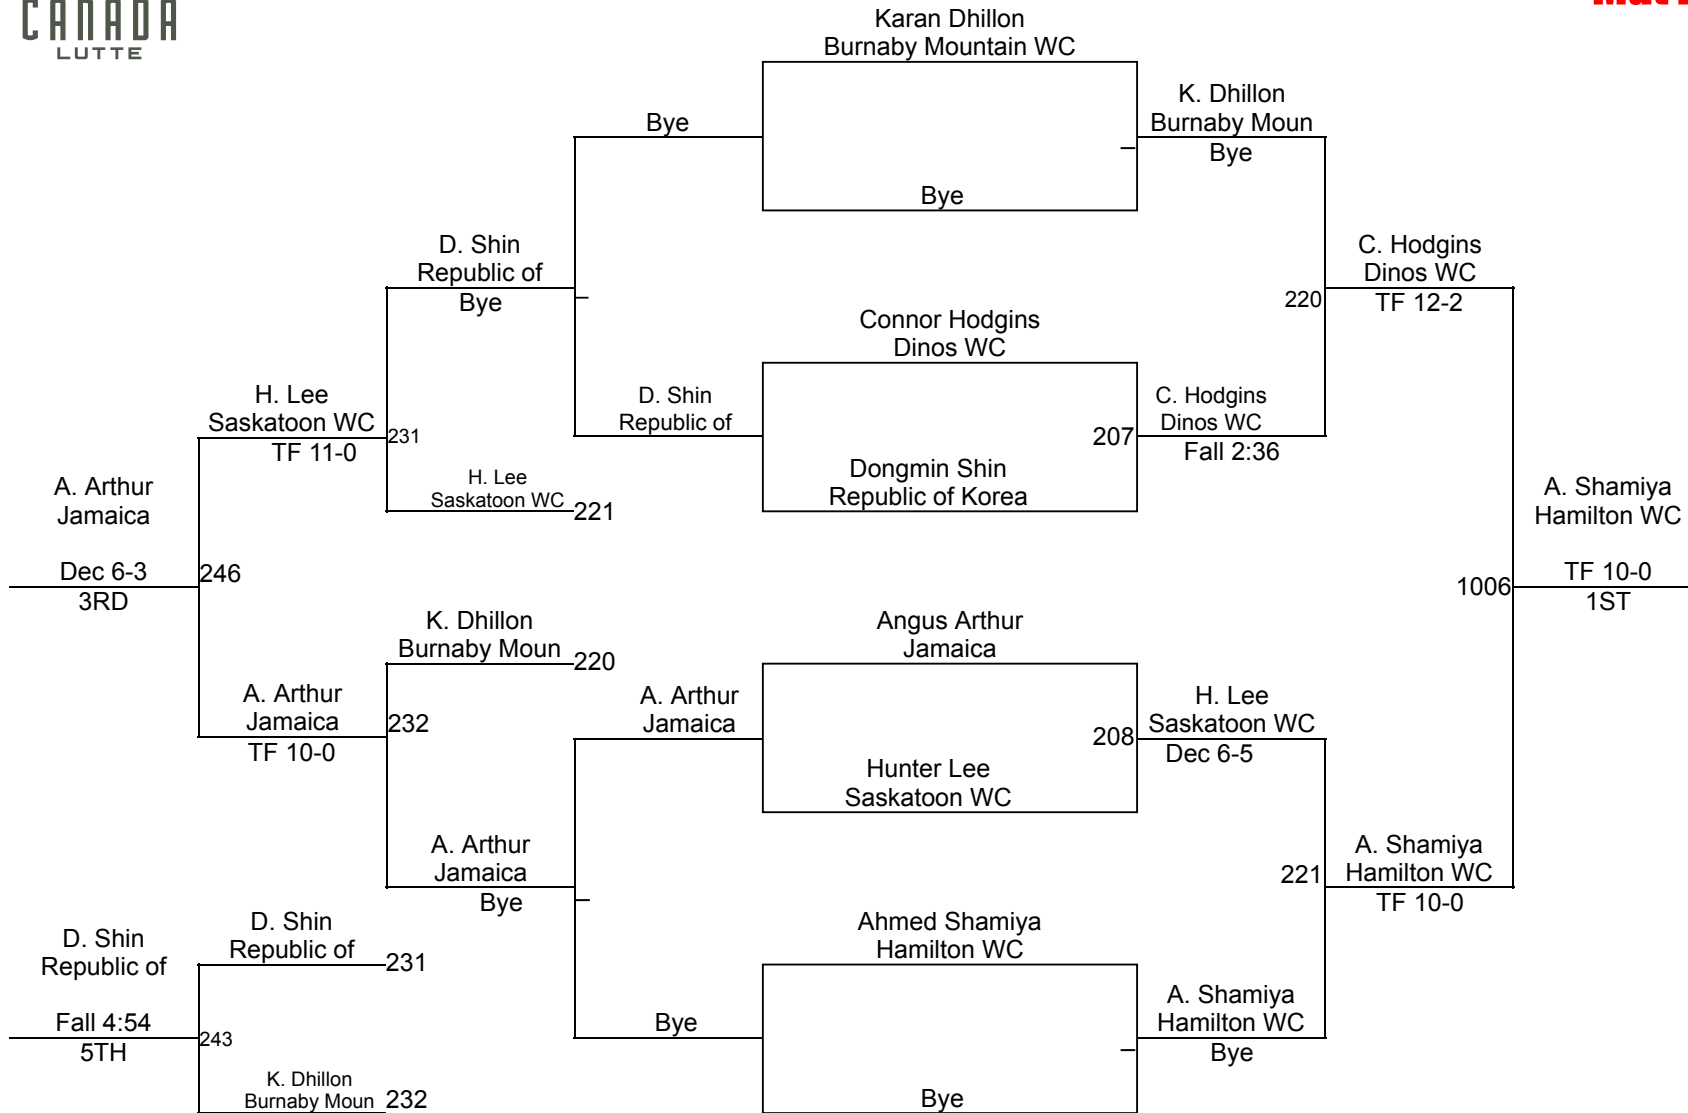 CANADA
LUTTE
Karan Dhillon
Burnaby Mountain WC
Bye
Bye
K. Dhillon
Burnaby Moun
Bye
D. Shin
Republic of
Bye
Connor Hodgins
Dinos WC
220
C. Hodgins
Dinos WC
TF 12-2
H. Lee
Saskatoon WC
TF 11-0
231
D. Shin
Republic of
207
C. Hodgins
Dinos WC
Fall 2:36
Dongmin Shin
Republic of Korea
H. Lee
Saskatoon WC
221
A. Arthur
Jamaica
Dec 6-3
3RD
246
1006
A. Shamiya
Hamilton WC
TF 10-0
1ST
K. Dhillon
Burnaby Moun
220
Angus Arthur
Jamaica
A. Arthur
Jamaica
TF 10-0
232
A. Arthur
Jamaica
208
H. Lee
Saskatoon WC
Dec 6-5
Hunter Lee
Saskatoon WC
A. Arthur
Jamaica
Bye
221
A. Shamiya
Hamilton WC
TF 10-0
Ahmed Shamiya
Hamilton WC
D. Shin
Republic of
Fall 4:54
5TH
D. Shin
Republic of
231
243
Bye
A. Shamiya
Hamilton WC
Bye
K. Dhillon
Burnaby Moun
232
Bye